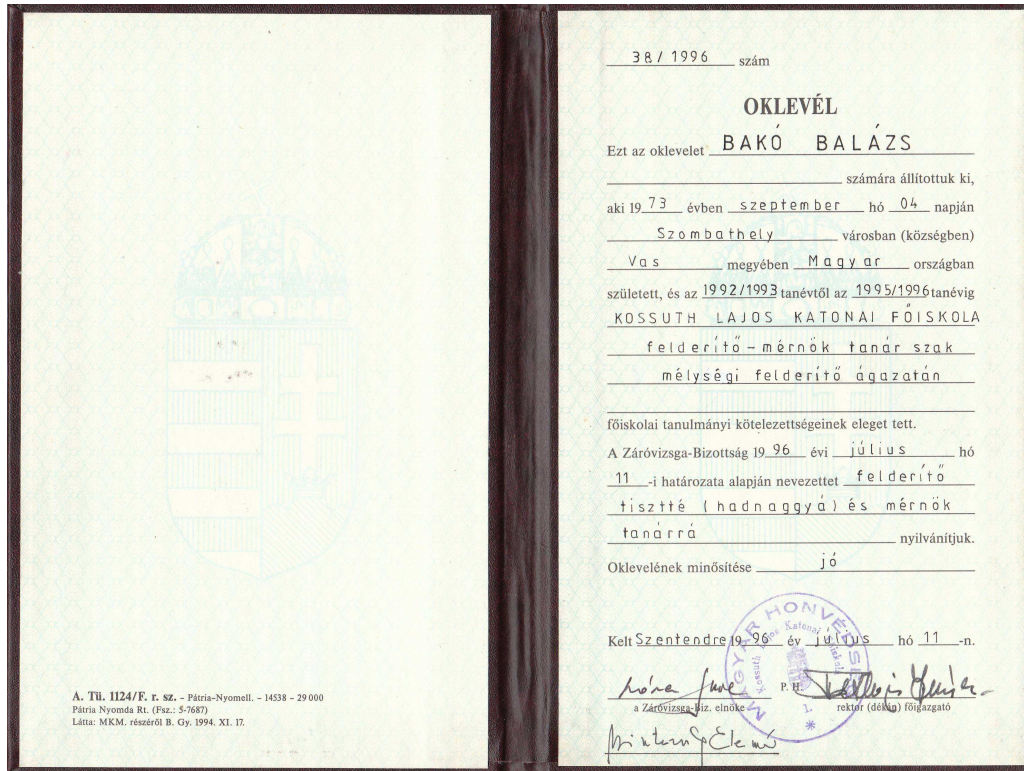 A. Tü. 1124/F. r. sz. – Pátria-Nyomell. – 14538 – 29 000
Pátria Nyomda Rt. (Fsz.: 5-7687)
Látta: MKM. részéről B. Gy. 1994. XI. 17.
38/1996 szám
OKLEVÉL
Ezt az oklevelet BAKÓ BALÁZS
számára állítottuk ki,
aki 1973 évben szeptember hó 04 napján
Szombathely városban (községben)
Vas megyében Magyar országban
született, és az 1992/1993 tanévtől az 1995/1996 tanévig
KOSSUTH LAJOS KATONAI FŐISKOLA
felderítő-mérnök tanár szak
mélységi felderítő ágazatán
főiskolai tanulmányi kötelezettségeinek eleget tett.
A Záróvizsga-Bizottság 1996 évi július hó
11 -i határozata alapján nevezettet felderítő
tisztté (hadnaggyá) és mérnök
tanárrá nyilvánítjuk.
Oklevelének minősítése jó
Kelt Szentendre 1996 év július hó 11 -n.
P. H.
a Záróvizsga-Biz. elnöke rektor (dékán) főigazgató
MAGYAR HONVÉDSÉG
Kossuth Lajos Katonai Főiskola